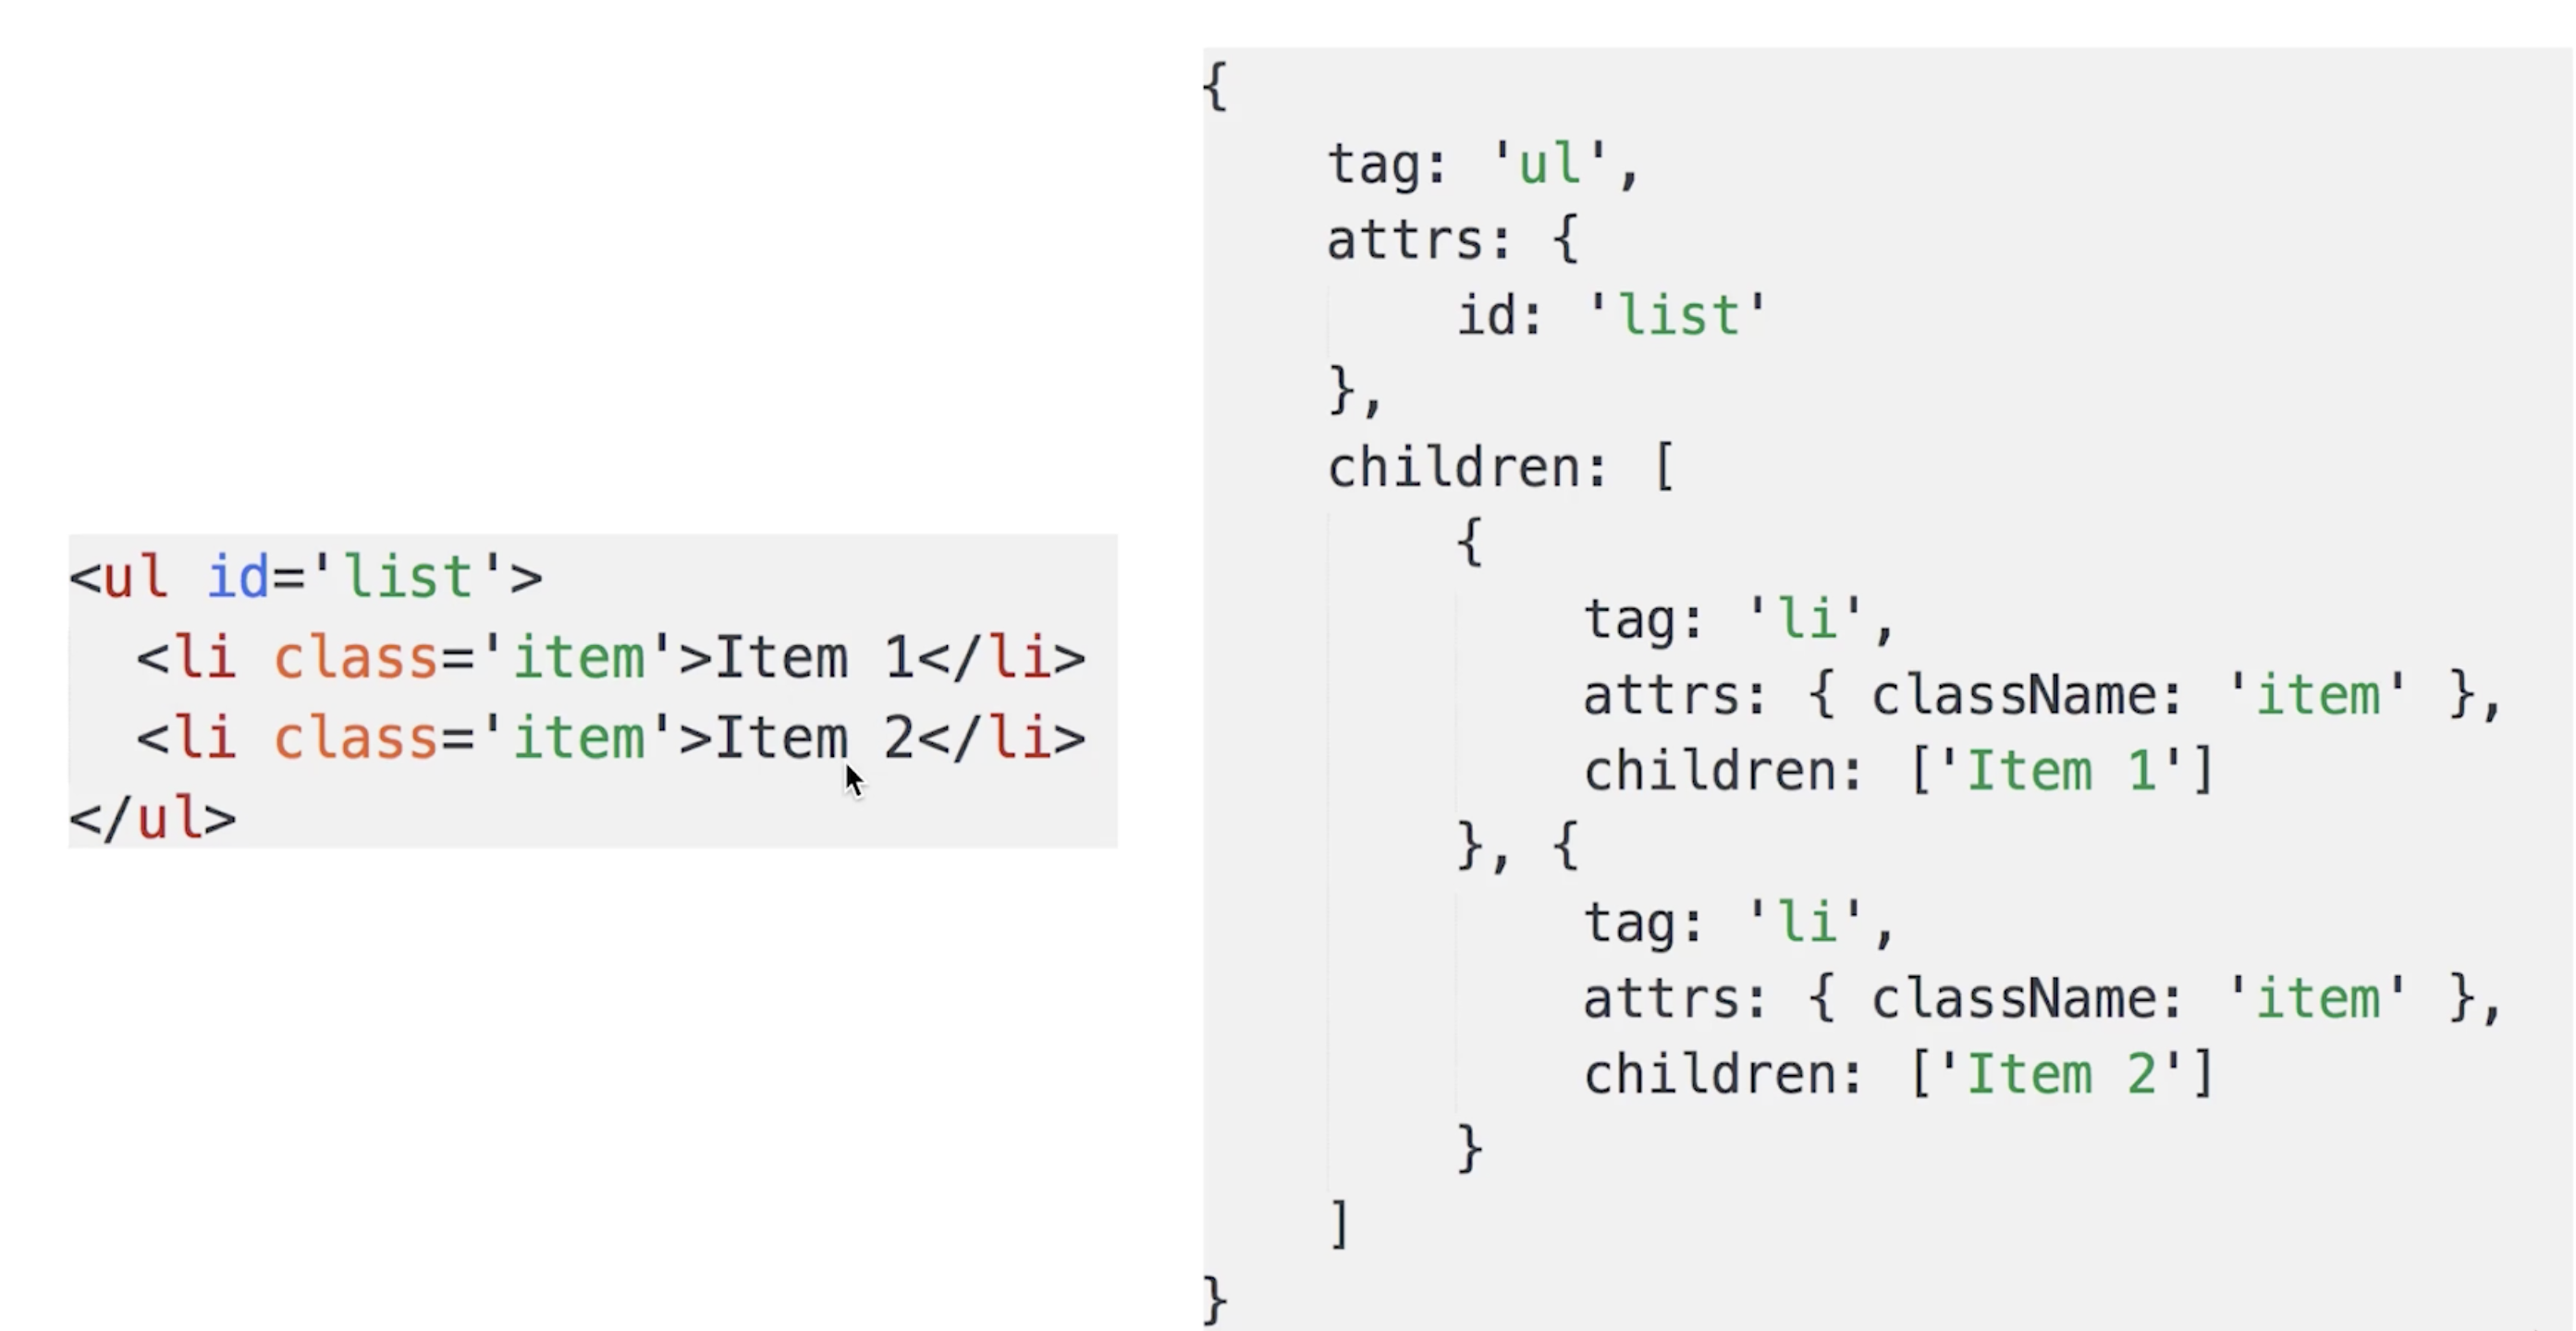 <ul id='list'>
  <li class='item'>Item 1</li>
  <li class='item'>Item 2</li>
</ul>
{
    tag: 'ul',
    attrs: {
        id: 'list'
    },
    children: [
        {
            tag: 'li',
            attrs: { className: 'item' },
            children: ['Item 1']
        }, {
            tag: 'li',
            attrs: { className: 'item' },
            children: ['Item 2']
        }
    ]
}